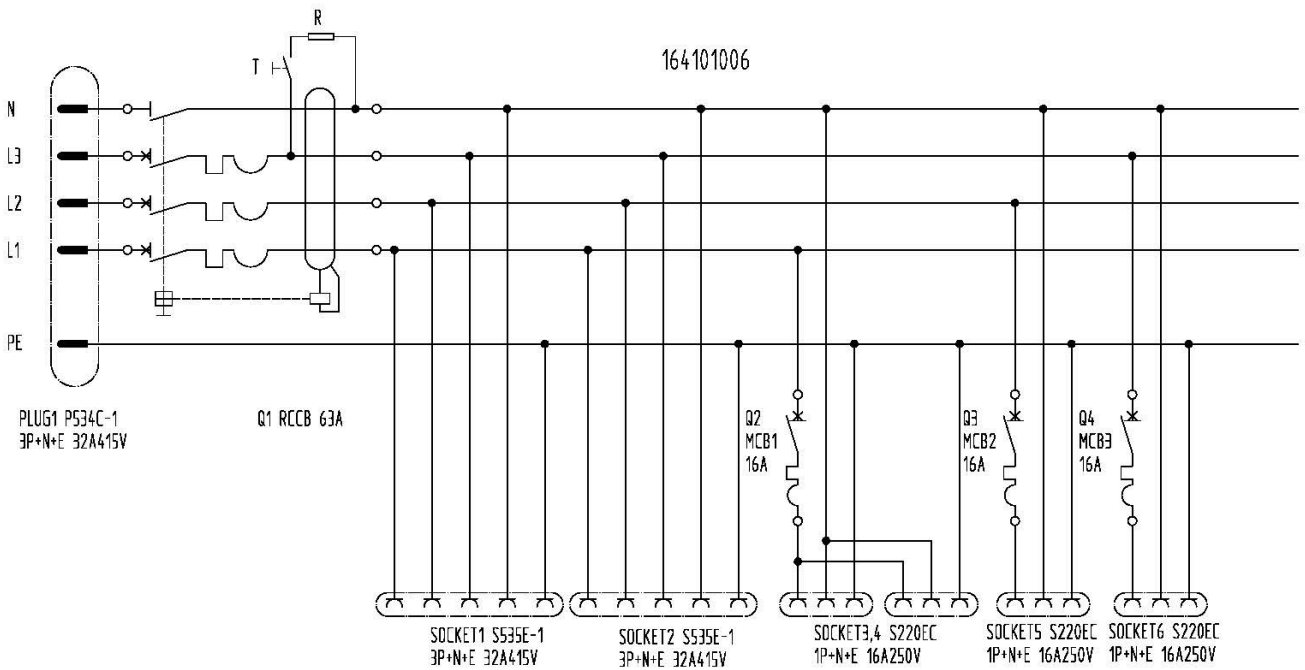 R
T
164101006
N
L3
L2
L1
PE
PLUG1 P534C-1
3P+N+E 32A415V
Q1 RCCB 63A
Q2
MCB1
16A
Q3
MCB2
16A
Q4
MCB3
16A
SOCKET1 S535E-1
3P+N+E 32A415V
SOCKET2 S535E-1
3P+N+E 32A415V
SOCKET3,4 S220EC
1P+N+E 16A250V
SOCKET5 S220EC
1P+N+E 16A250V
SOCKET6 S220EC
1P+N+E 16A250V